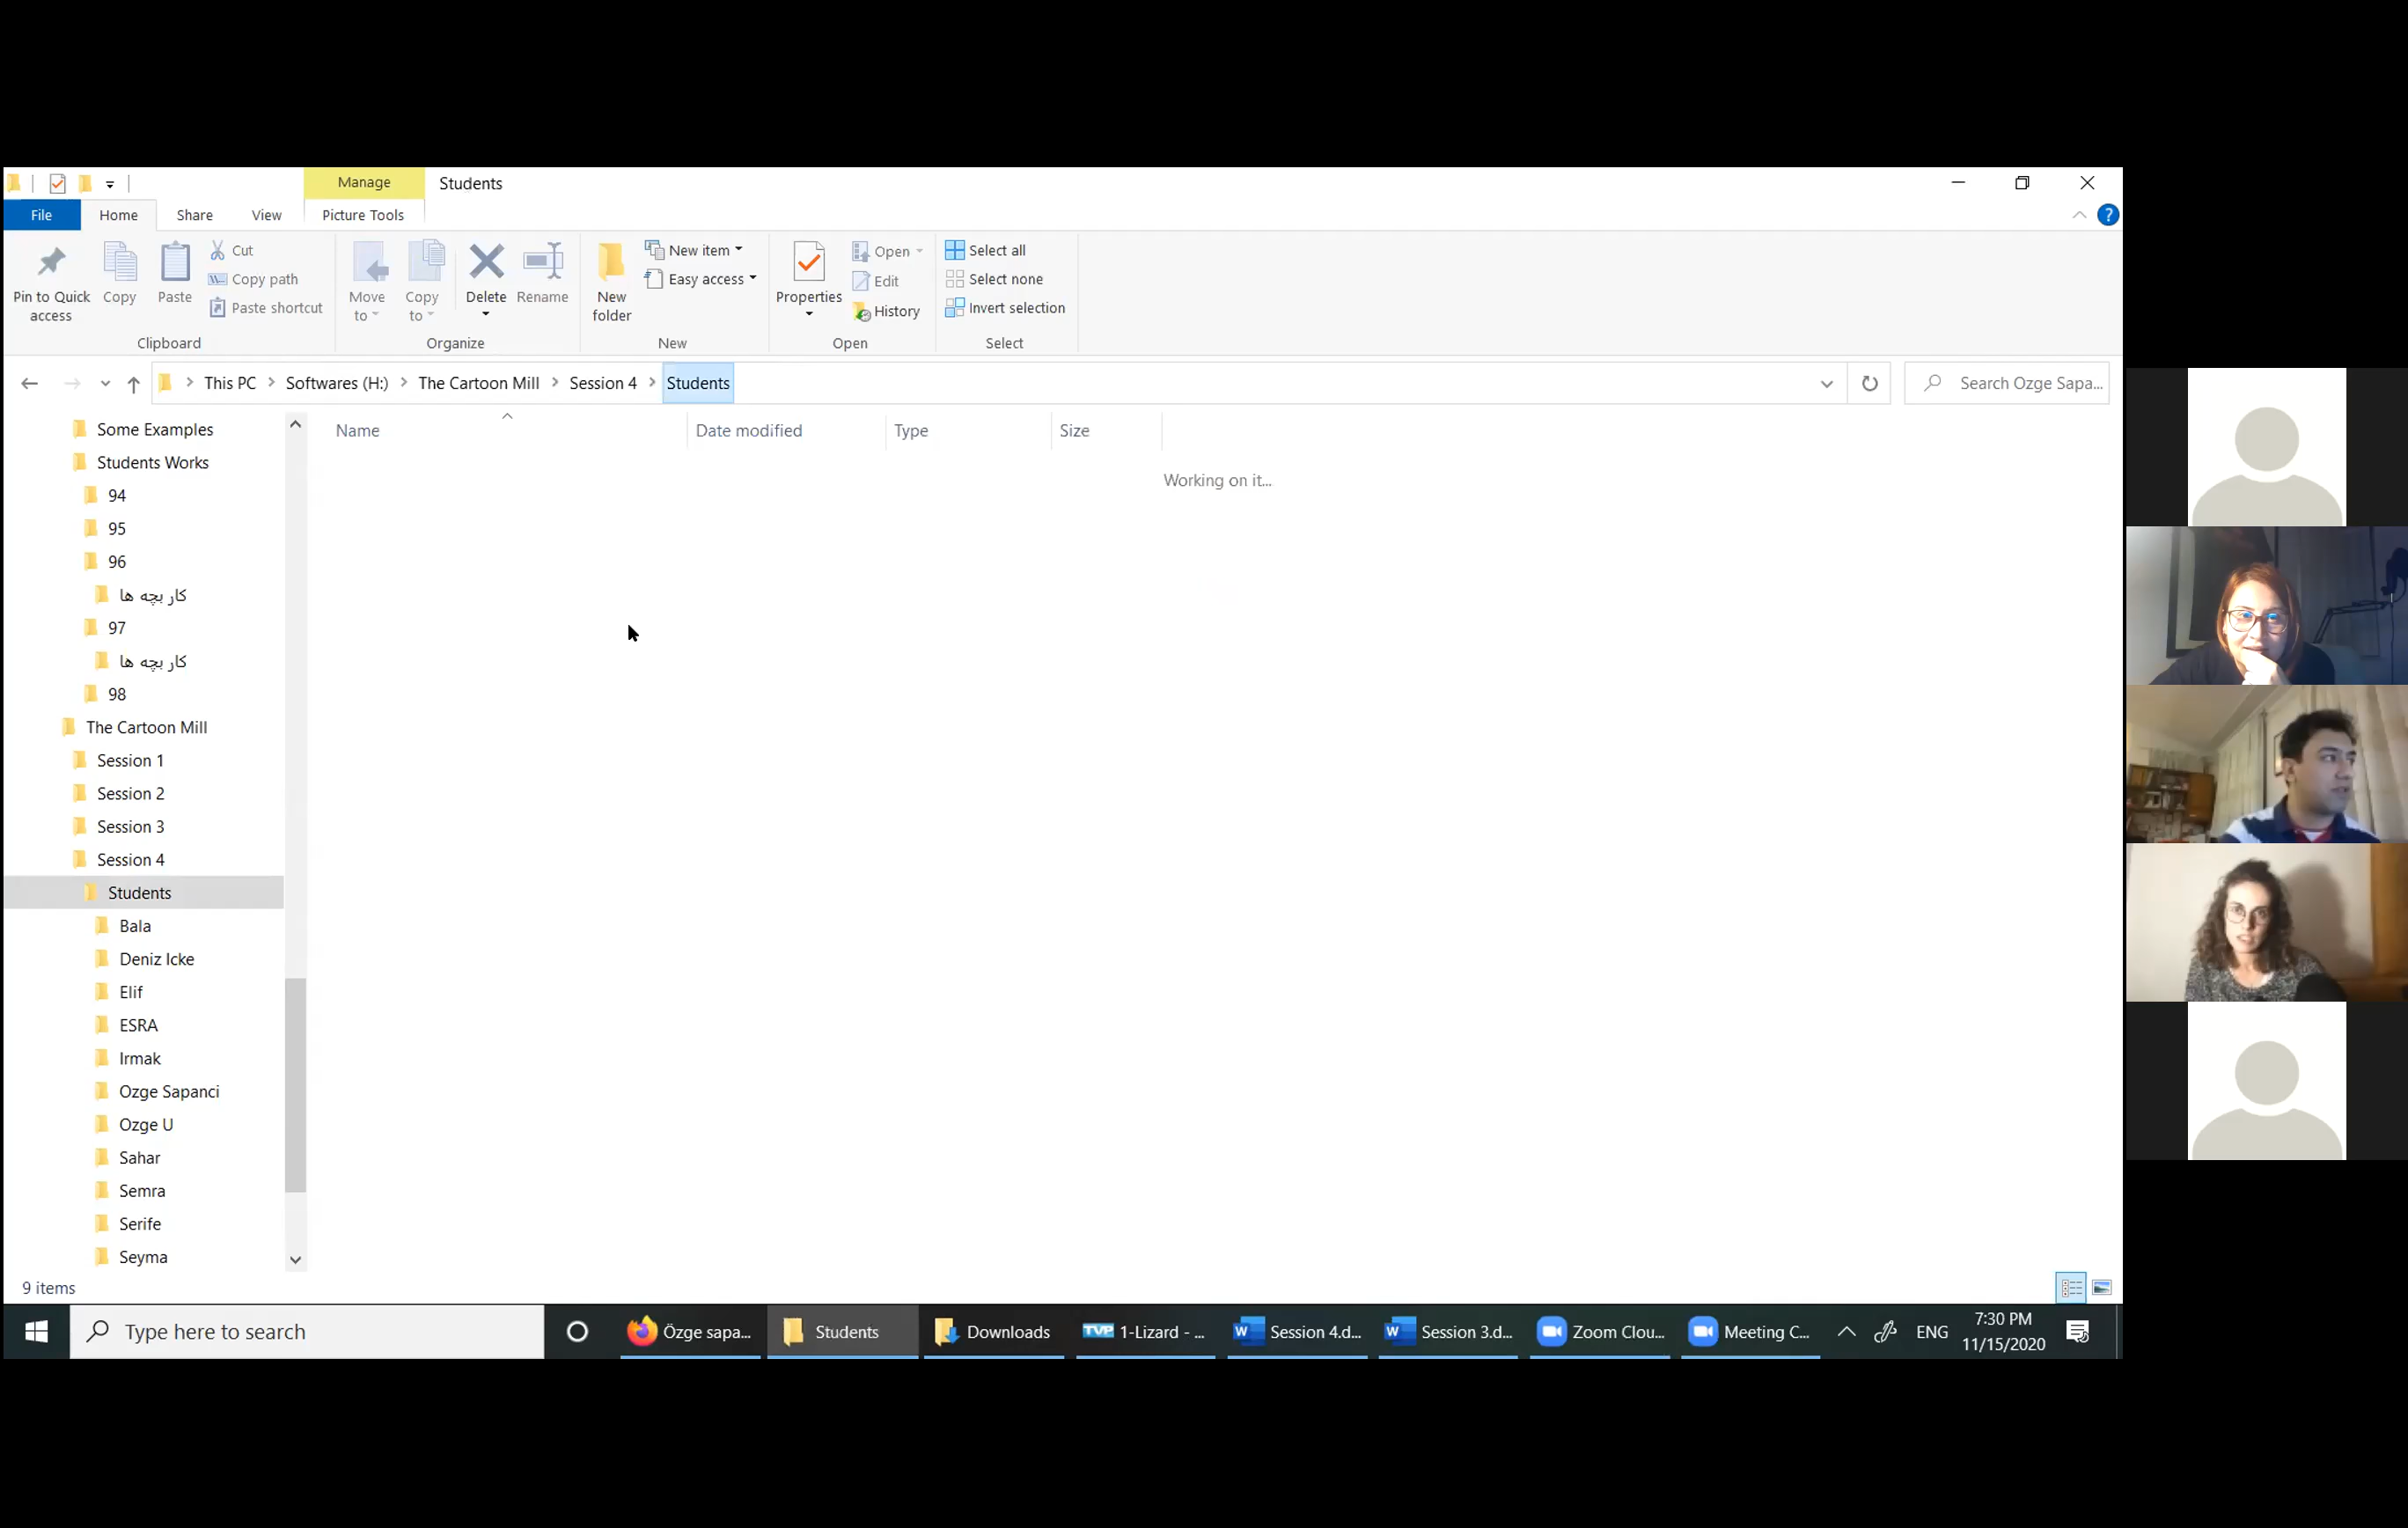 Manage
Students
File
Home
Share
View
Picture Tools
Pin to Quick access
Copy
Paste
Cut
Copy path
Paste shortcut
Move to
Copy to
Delete
Rename
New folder
New item
Easy access
Properties
Open
Edit
History
Select all
Select none
Invert selection
Clipboard
Organize
New
Open
Select
This PC > Softwares (H:) > The Cartoon Mill > Session 4 > Students
Search Ozge Sapa...
Name
Date modified
Type
Size
Working on it...
Some Examples
Students Works
94
95
96
کار بچه ها
97
کار بچه ها
98
The Cartoon Mill
Session 1
Session 2
Session 3
Session 4
Students
Bala
Deniz Icke
Elif
ESRA
Irmak
Ozge Sapanci
Ozge U
Sahar
Semra
Serife
Seyma
9 items
Type here to search
Özge sapa...
Students
Downloads
TVP
1-Lizard - ...
Session 4.d...
Session 3.d...
Zoom Clou...
Meeting C...
ENG
7:30 PM
11/15/2020